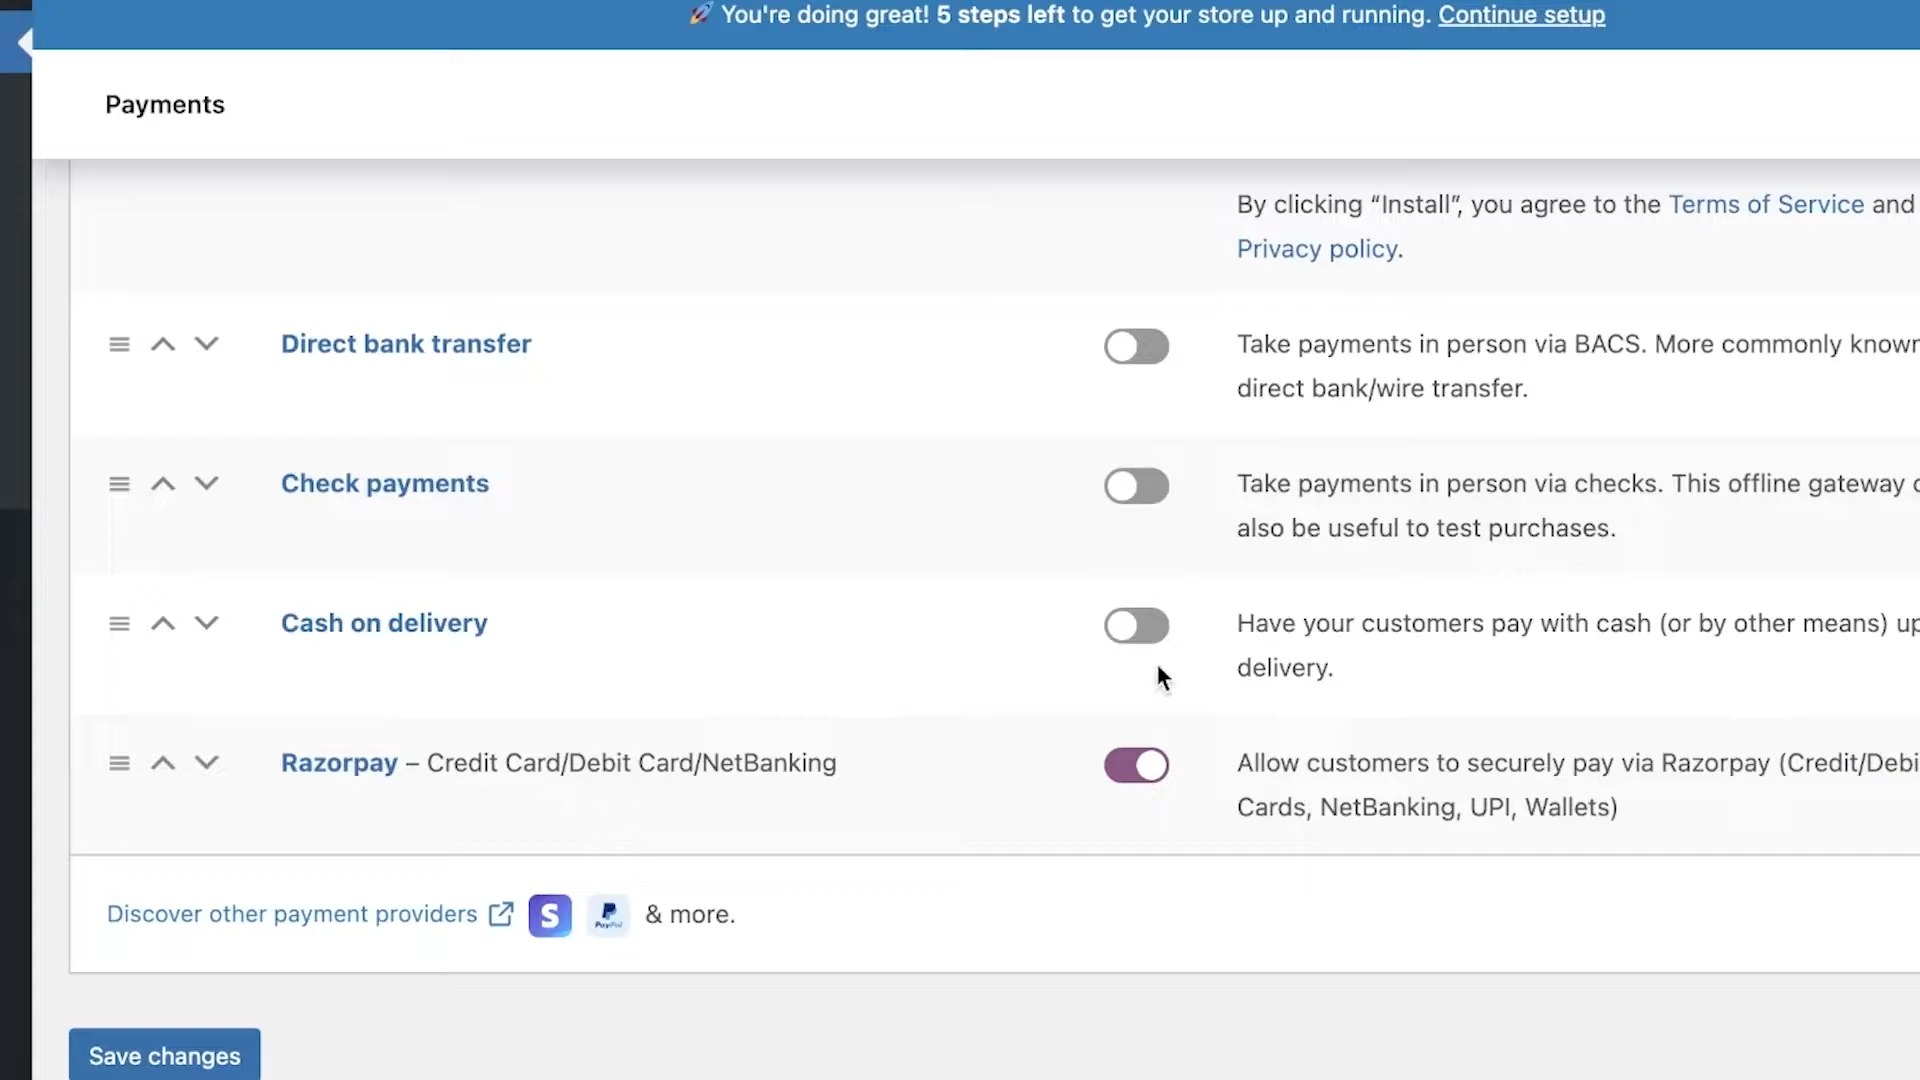 🚀 You're doing great! 5 steps left to get your store up and running. Continue setup
Payments
By clicking “Install”, you agree to the Terms of Service and
Privacy policy.
Direct bank transfer
Take payments in person via BACS. More commonly known
direct bank/wire transfer.
Check payments
Take payments in person via checks. This offline gateway
also be useful to test purchases.
Cash on delivery
Have your customers pay with cash (or by other means) up
delivery.
Razorpay – Credit Card/Debit Card/NetBanking
Allow customers to securely pay via Razorpay (Credit/Debi
Cards, NetBanking, UPI, Wallets)
Discover other payment providers S PayPal & more.
Save changes